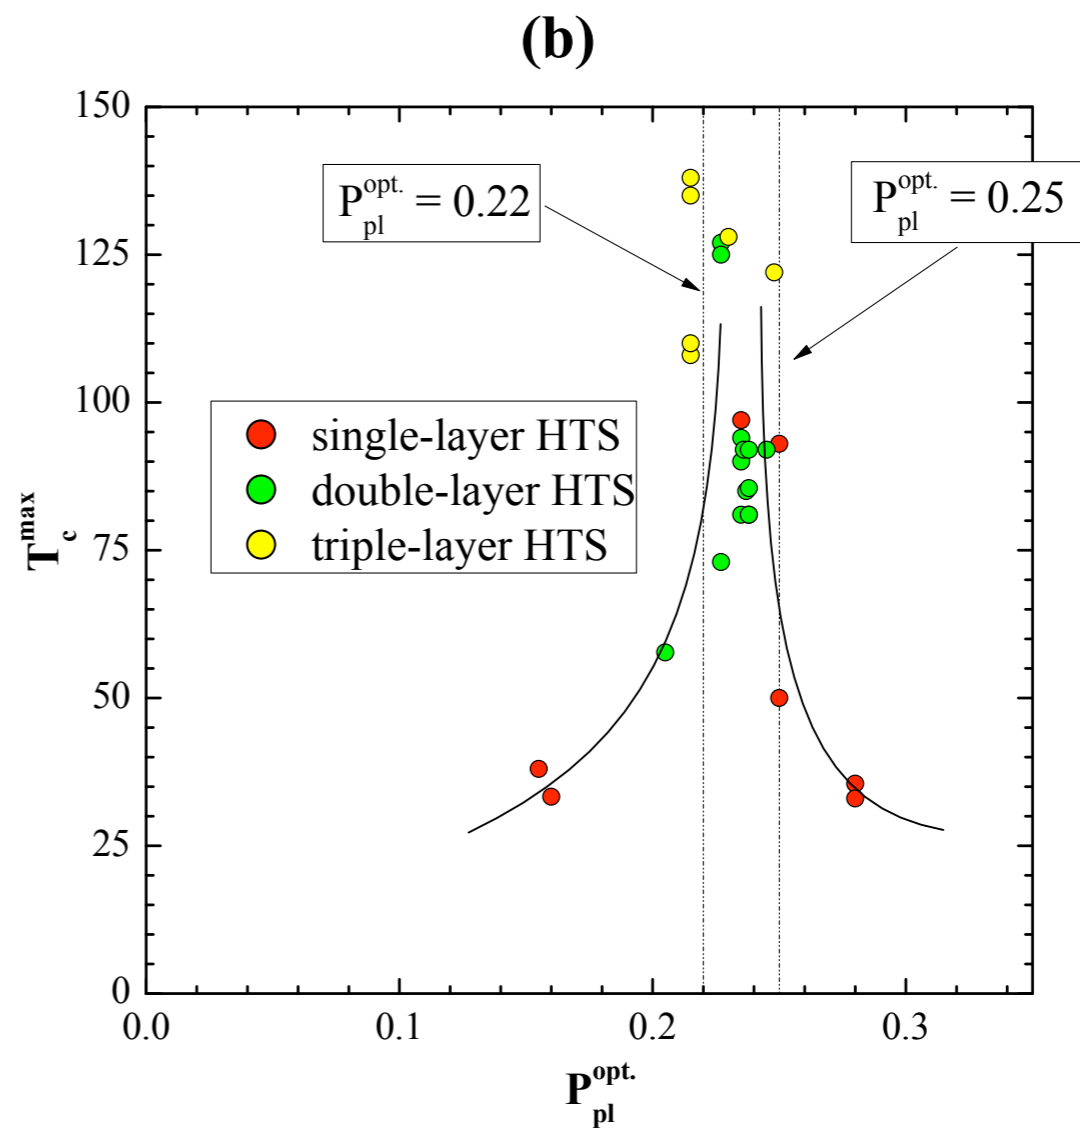 (b)
150
125
100
75
50
25
0
T_c^max
P_pl^opt. = 0.22
P_pl^opt. = 0.25
single-layer HTS
double-layer HTS
triple-layer HTS
0.0 0.1 0.2 0.3
P_pl^opt.